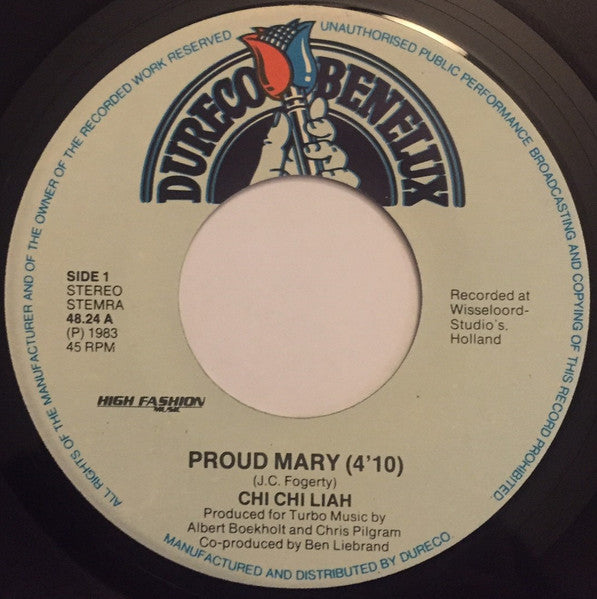 ALL RIGHTS OF THE MANUFACTURER AND OF THE OWNER OF THE RECORDED WORK RESERVED
UNAUTHORISED PUBLIC PERFORMANCE BROADCASTING AND COPYING OF THIS RECORD PROHIBITED.
DURECO BENELUX
SIDE 1
STEREO
STEMRA
48.24 A
(P) 1983
45 RPM
Recorded at
Wisseloord-
Studio's.
Holland
HIGH FASHION
MUSIC
PROUD MARY (4'10)
(J.C. Fogerty)
CHI CHI LIAH
Produced for Turbo Music by
Albert Boekholt and Chris Pilgram
Co-produced by Ben Liebrand
MANUFACTURED AND DISTRIBUTED BY DURECO